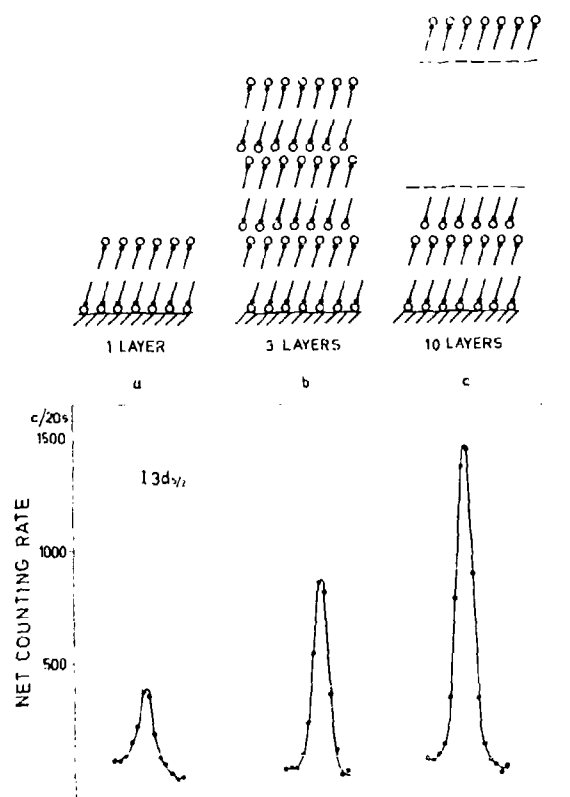 1 LAYER 3 LAYERS 10 LAYERS
a b c
c/20s
1500
I 3d5/2
1000
500
NET COUNTING RATE